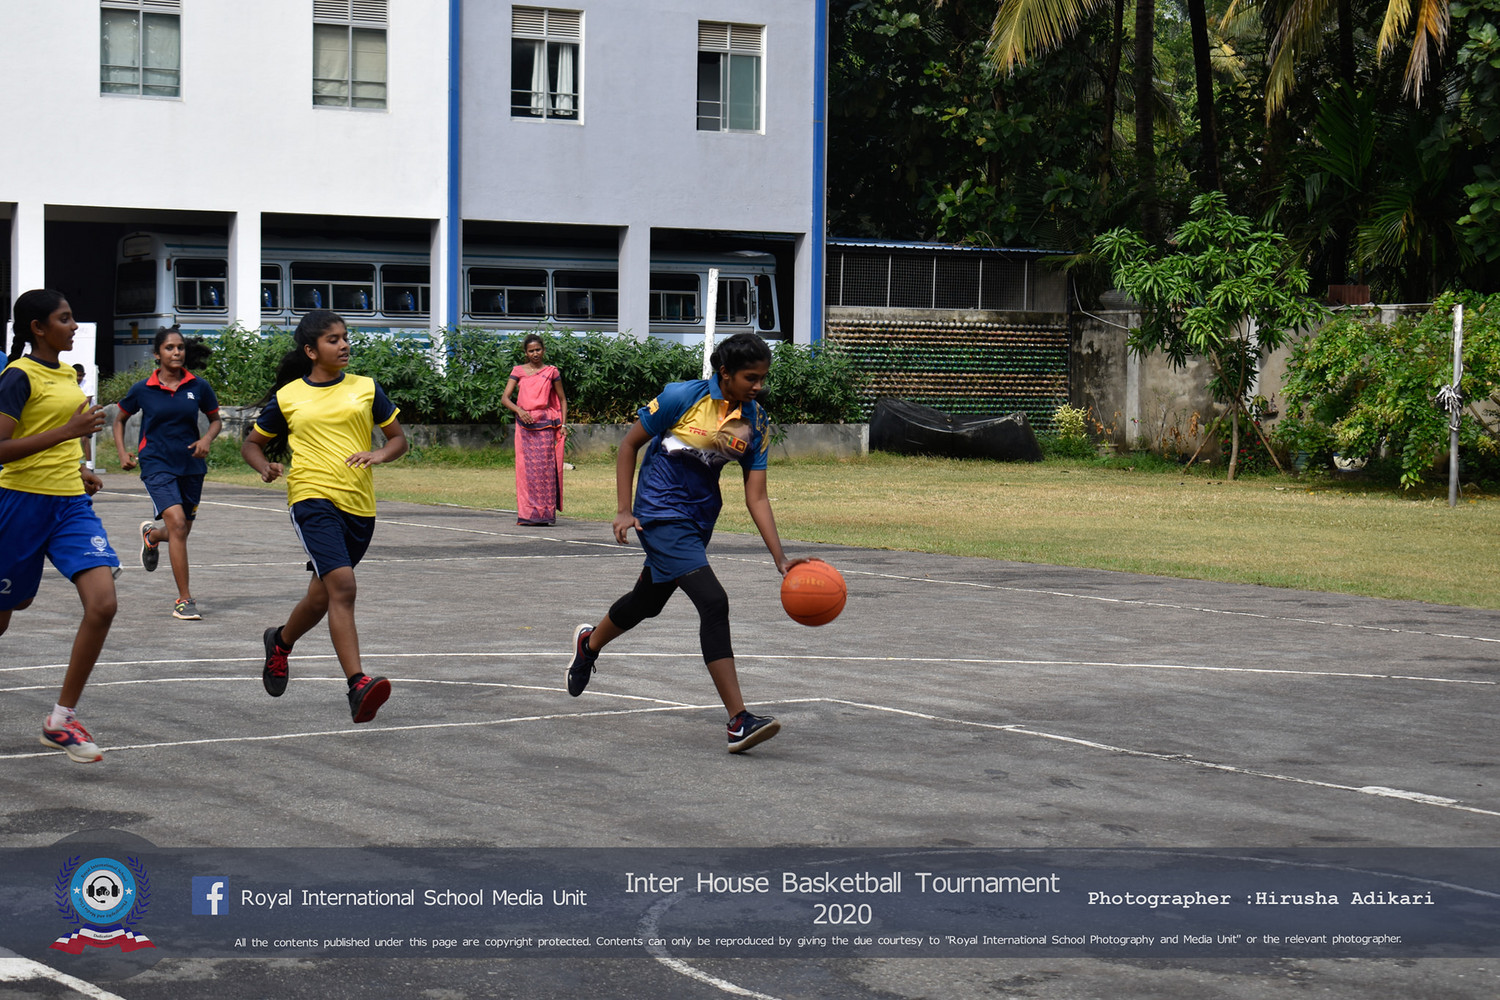 cite
2
Royal International School Media Unit
Inter House Basketball Tournament
2020
Photographer :Hirusha Adikari
All the contents published under this page are copyright protected. Contents can only be reproduced by giving the due courtesy to "Royal International School Photography and Media Unit" or the relevant photographer.